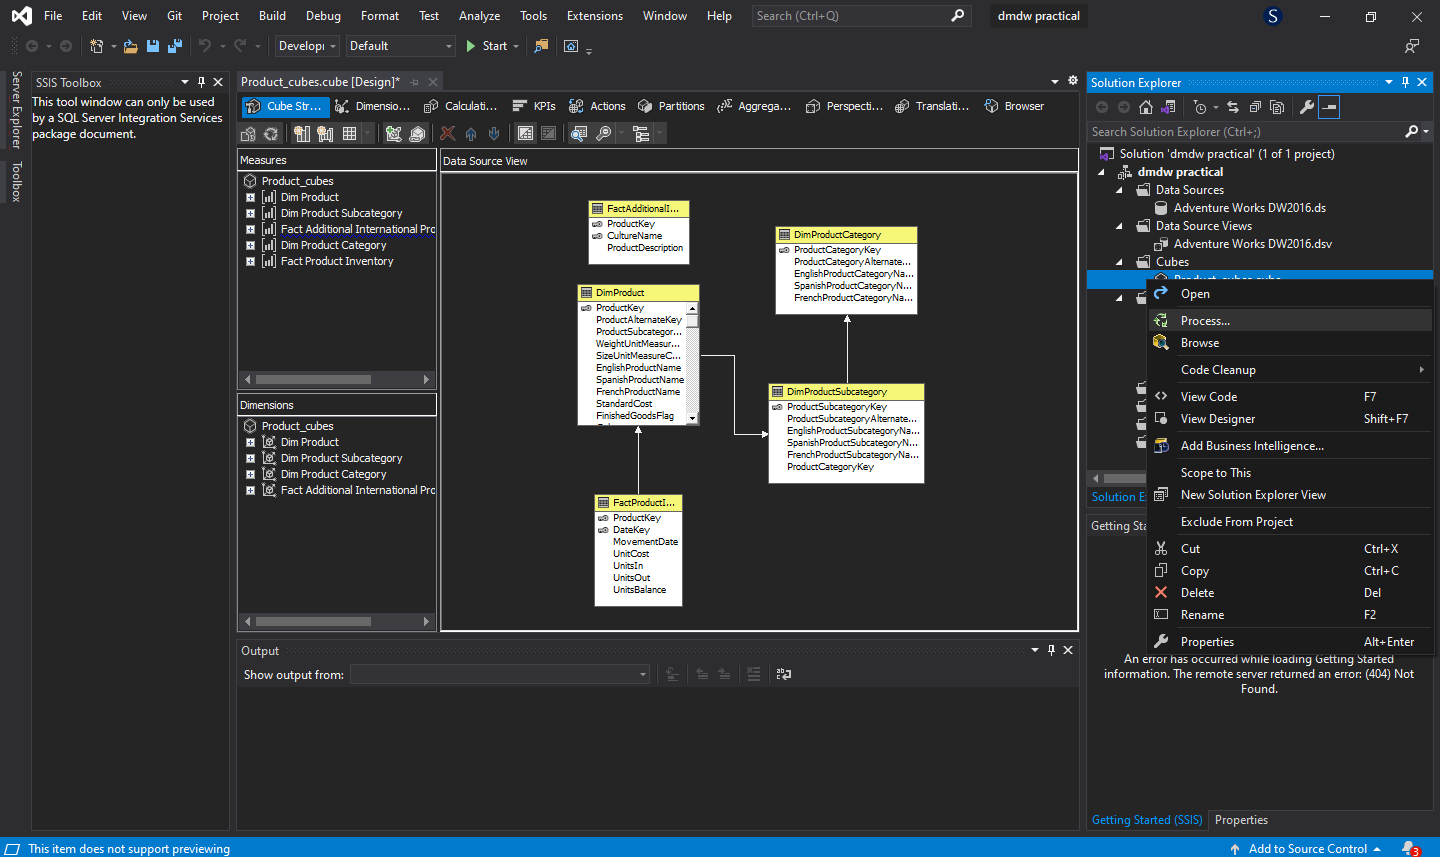 File Edit View Git Project Build Debug Format Test Analyze Tools Extensions Window Help Search (Ctrl+Q) dmdw practical S
Develop Default Start
Server Explorer
Toolbox
SSIS Toolbox
This tool window can only be used
by a SQL Server Integration Services
package document.
Product_cubes.cube [Design]*
Cube Str... Dimensio... Calculati... KPIs Actions Partitions Aggrega... Perspecti... Translati... Browser
Measures
Product_cubes
Dim Product
Dim Product Subcategory
Fact Additional International Pro
Dim Product Category
Fact Product Inventory
Dimensions
Product_cubes
Dim Product
Dim Product Subcategory
Dim Product Category
Fact Additional International Pro
Data Source View
FactAdditionalI...
ProductKey
CultureName
ProductDescription
DimProduct
ProductKey
ProductAlternateKey
ProductSubcategor...
WeightUnitMeasur...
SizeUnitMeasureC...
EnglishProductName
SpanishProductName
FrenchProductName
StandardCost
FinishedGoodsFlag
FactProductI...
ProductKey
DateKey
MovementDate
UnitCost
UnitsIn
UnitsOut
UnitsBalance
DimProductCategory
ProductCategoryKey
ProductCategoryAlternate...
EnglishProductCategoryNa...
SpanishProductCategoryN...
FrenchProductCategoryNa...
DimProductSubcategory
ProductSubcategoryKey
ProductSubcategoryAlternate...
EnglishProductSubcategoryNa...
SpanishProductSubcategoryN...
FrenchProductSubcategoryNa...
ProductCategoryKey
Output
Show output from:
Solution Explorer
Search Solution Explorer (Ctrl+;)
Solution 'dmdw practical' (1 of 1 project)
dmdw practical
Data Sources
Adventure Works DW2016.ds
Data Source Views
Adventure Works DW2016.dsv
Cubes
Product_cubes.cube
Open
Process...
Browse
Code Cleanup
View Code F7
View Designer Shift+F7
Add Business Intelligence...
Scope to This
New Solution Explorer View
Exclude From Project
Cut Ctrl+X
Copy Ctrl+C
Delete Del
Rename F2
Properties Alt+Enter
Solution E
Getting Sta
An error has occurred while loading Getting Started
information. The remote server returned an error: (404) Not
Found.
Getting Started (SSIS) Properties
This item does not support previewing
Add to Source Control 3